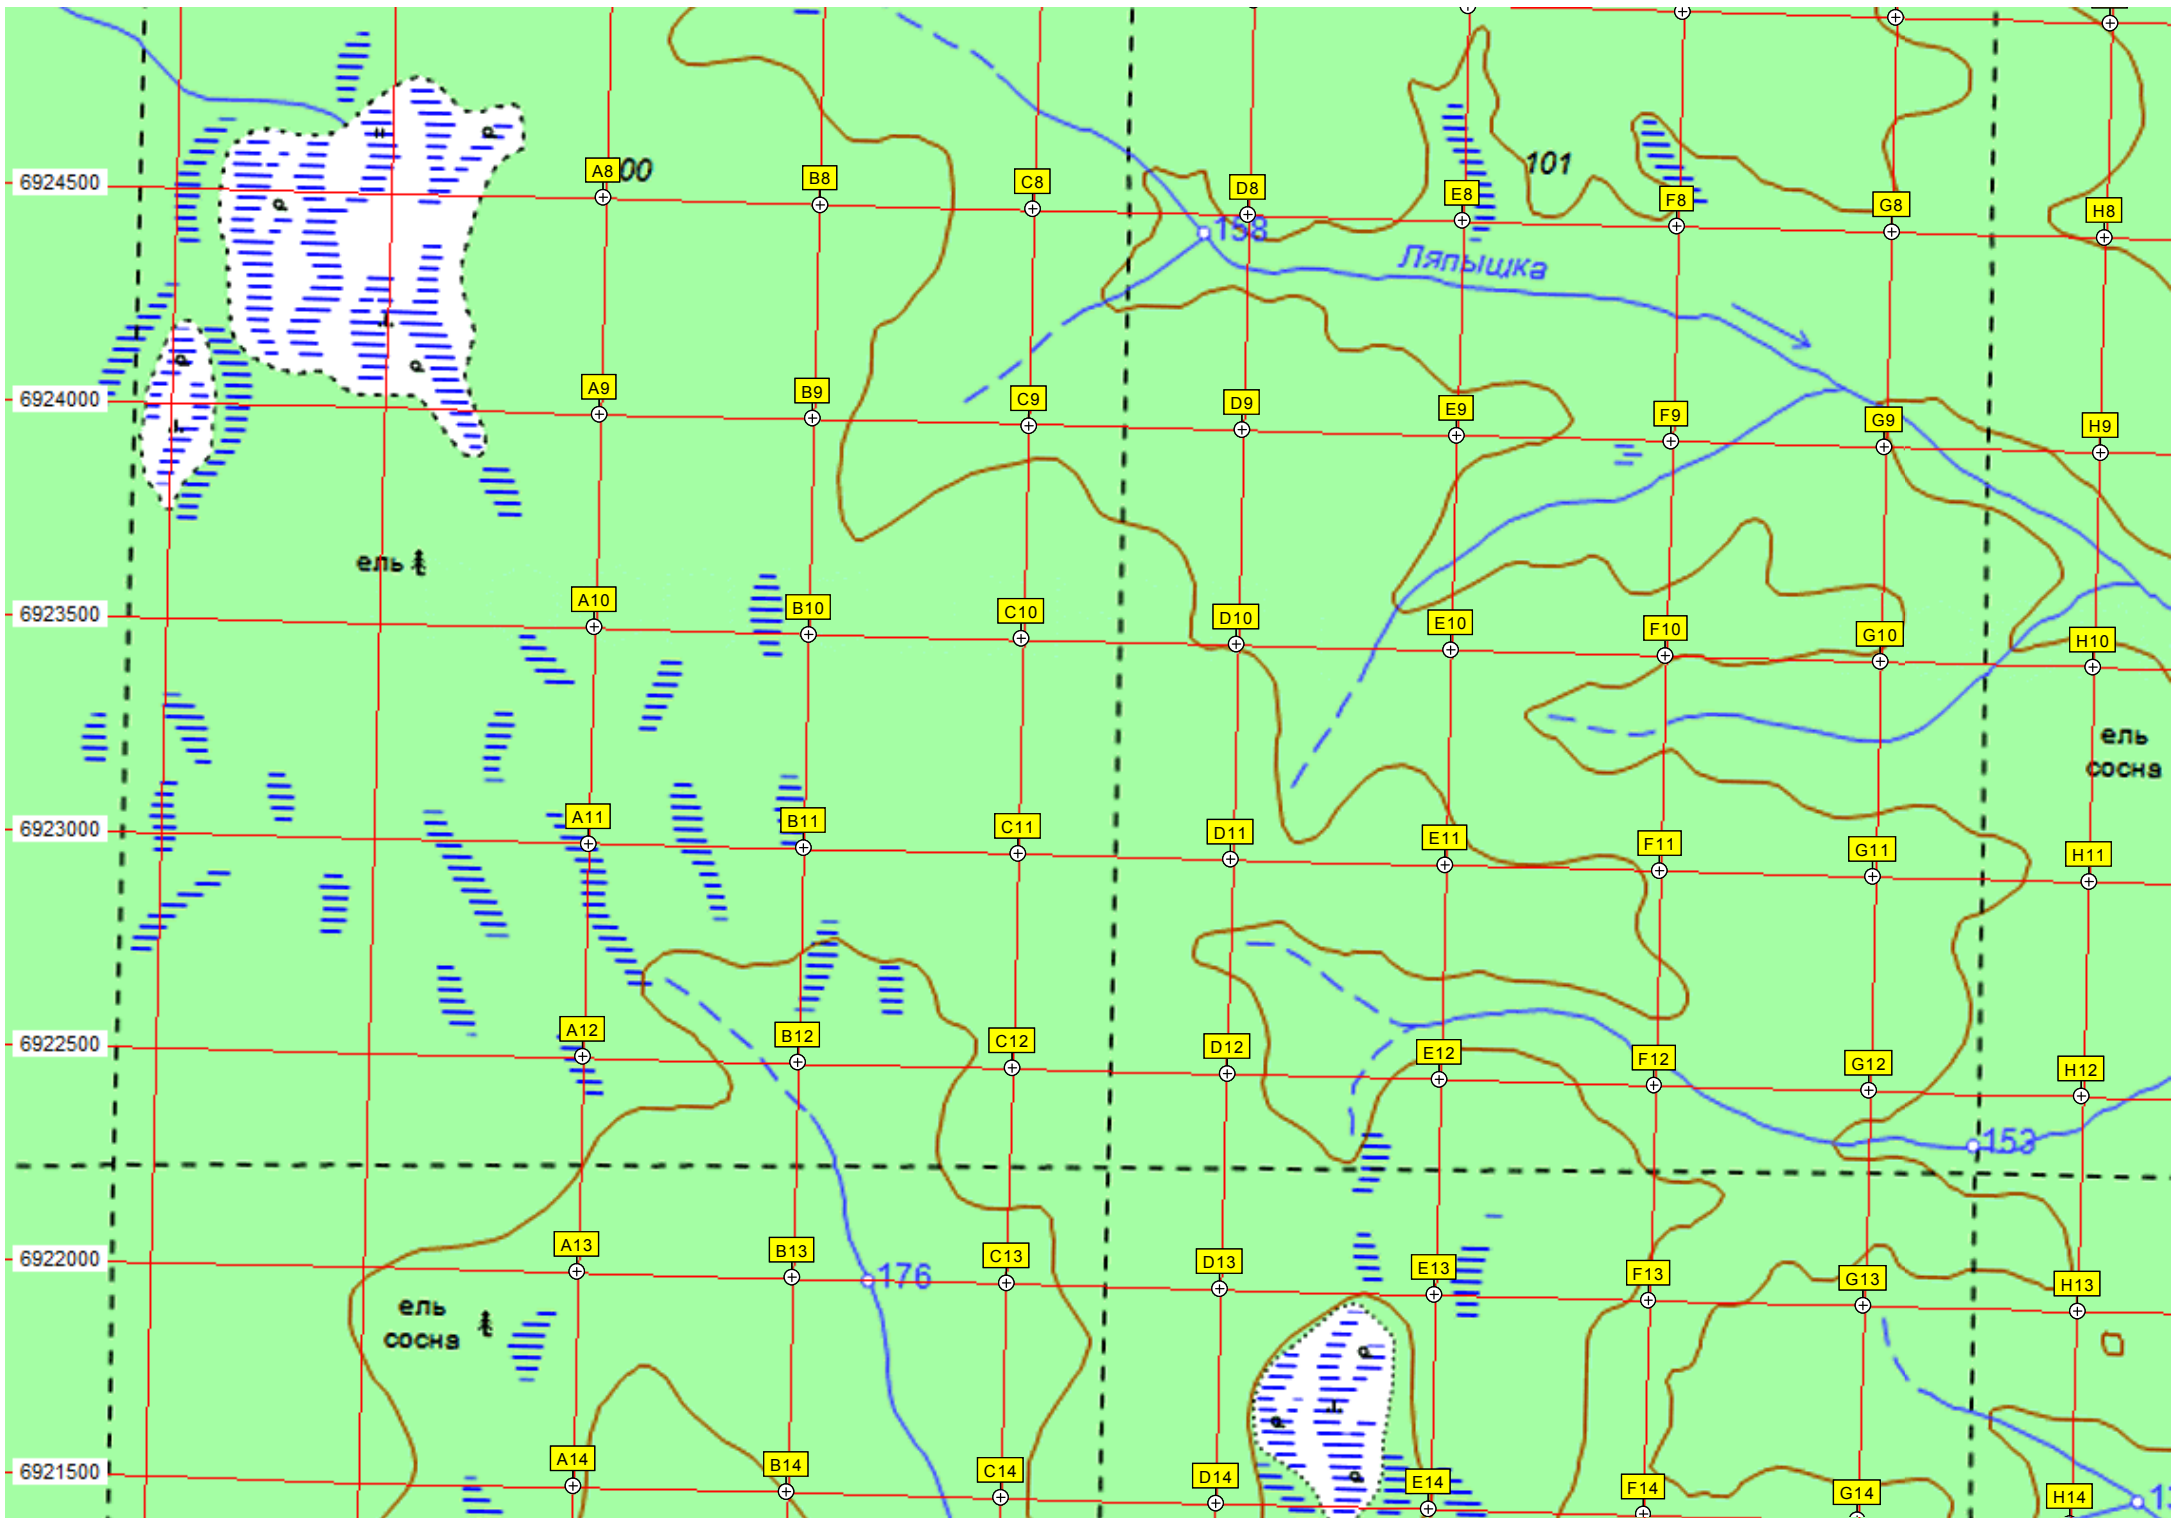 6924500 A8 00 B8 C8 D8 E8 101 F8 G8 H8
158
Ляпышка
6924000 A9 B9 C9 D9 E9 F9 G9 H9
ель
6923500 A10 B10 C10 D10 E10 F10 G10 H10
ель
сосна
6923000 A11 B11 C11 D11 E11 F11 G11 H11
6922500 A12 B12 C12 D12 E12 F12 G12 H12
153
6922000 A13 B13 C13 D13 E13 F13 G13 H13
176
ель
сосна
6921500 A14 B14 C14 D14 E14 F14 G14 H14